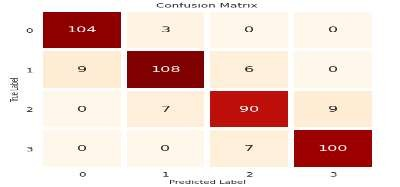 Confusion Matrix
True Label
0 104 3 0 0
1 9 108 6 0
2 0 7 90 9
3 0 0 7 100
0 1 2 3
Predicted Label